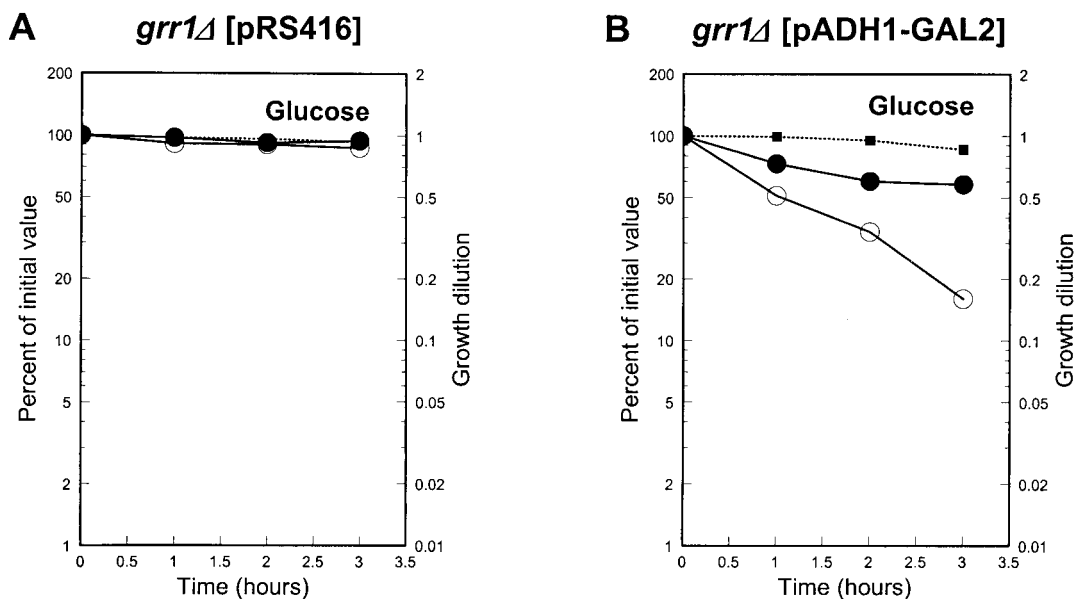 A
grr1Δ [pRS416]
200
100
50
20
10
5
2
1
Percent of initial value
Glucose
2
1
0.5
0.2
0.1
0.05
0.02
0.01
Growth dilution
0 0.5 1 1.5 2 2.5 3 3.5
Time (hours)
B
grr1Δ [pADH1-GAL2]
200
100
50
20
10
5
2
1
Percent of initial value
Glucose
2
1
0.5
0.2
0.1
0.05
0.02
0.01
Growth dilution
0 0.5 1 1.5 2 2.5 3 3.5
Time (hours)